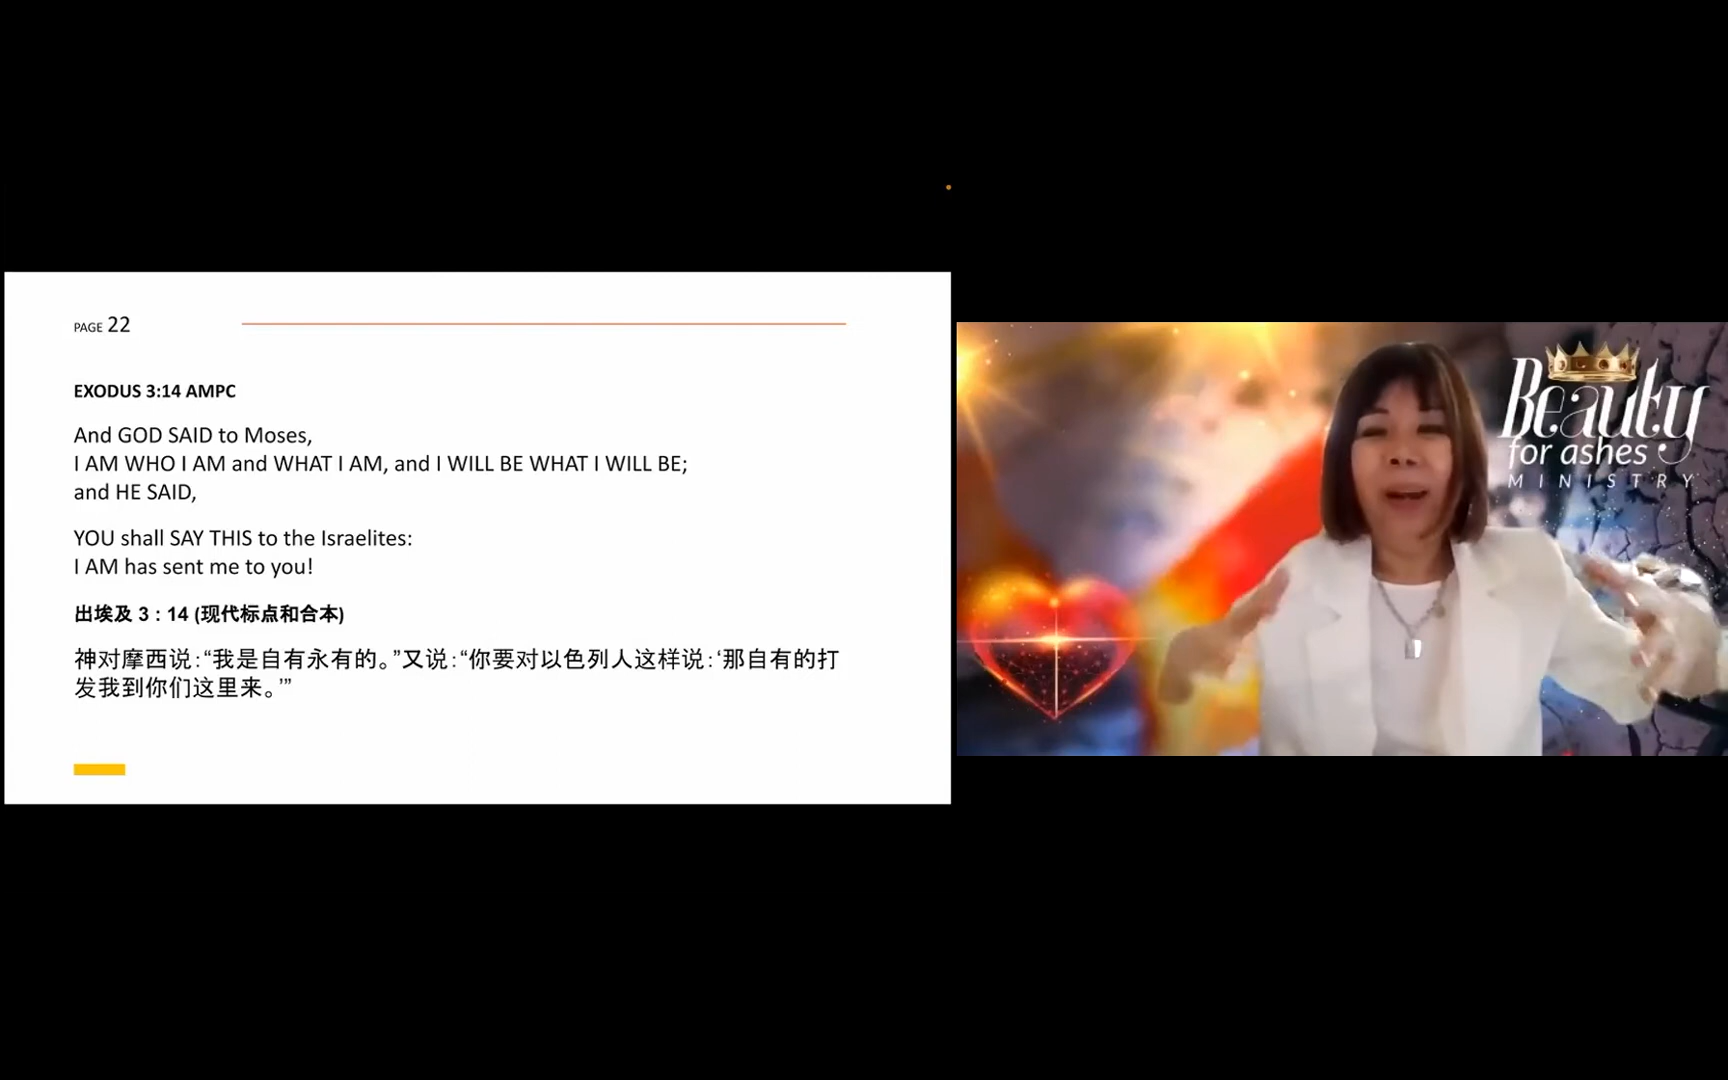 PAGE 22
EXODUS 3:14 AMPC
And GOD SAID to Moses,
I AM WHO I AM and WHAT I AM, and I WILL BE WHAT I WILL BE;
and HE SAID,
YOU shall SAY THIS to the Israelites:
I AM has sent me to you!
出埃及 3：14 (现代标点和合本)
神对摩西说：“我是自有永有的。”又说：“你要对以色列人这样说：‘那自有的打
发我到你们这里来。’”
Beauty
for ashes
MINISTRY